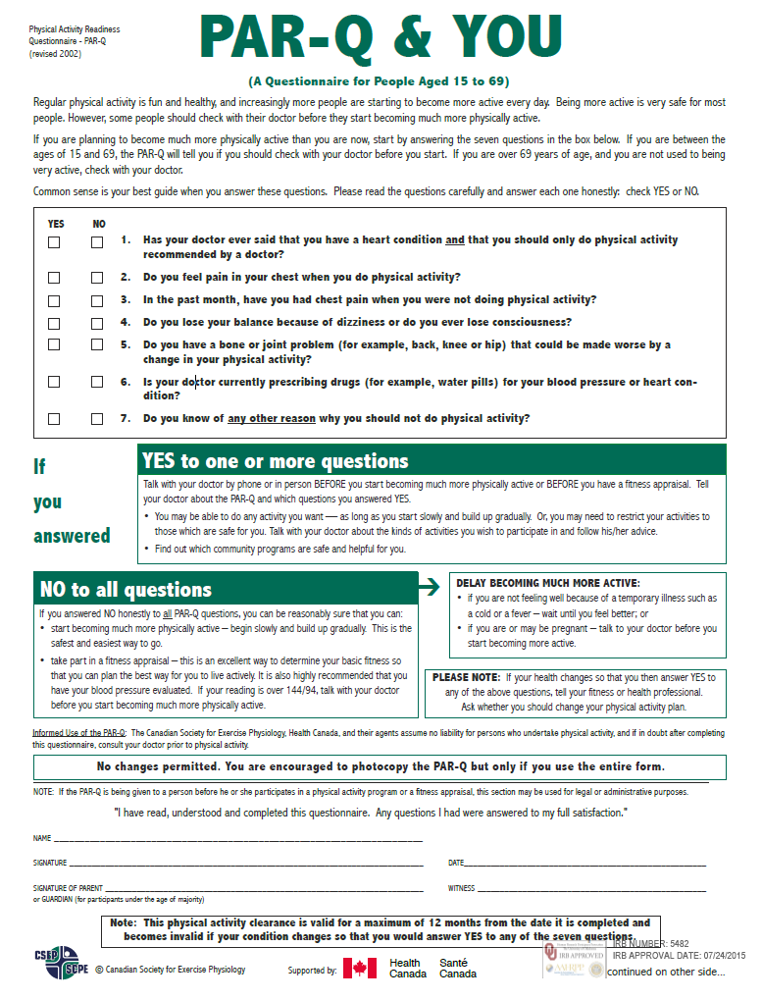 Physical Activity Readiness
Questionnaire - PAR-Q
(revised 2002)
PAR-Q & YOU
(A Questionnaire for People Aged 15 to 69)
Regular physical activity is fun and healthy, and increasingly more people are starting to become more active every day. Being more active is very safe for most
people. However, some people should check with their doctor before they start becoming much more physically active.
If you are planning to become much more physically active than you are now, start by answering the seven questions in the box below. If you are between the
ages of 15 and 69, the PAR-Q will tell you if you should check with your doctor before you start. If you are over 69 years of age, and you are not used to being
very active, check with your doctor.
Common sense is your best guide when you answer these questions. Please read the questions carefully and answer each one honestly: check YES or NO.
YES NO
1. Has your doctor ever said that you have a heart condition and that you should only do physical activity
recommended by a doctor?
2. Do you feel pain in your chest when you do physical activity?
3. In the past month, have you had chest pain when you were not doing physical activity?
4. Do you lose your balance because of dizziness or do you ever lose consciousness?
5. Do you have a bone or joint problem (for example, back, knee or hip) that could be made worse by a
change in your physical activity?
6. Is your doctor currently prescribing drugs (for example, water pills) for your blood pressure or heart con-
dition?
7. Do you know of any other reason why you should not do physical activity?
If
you
answered
YES to one or more questions
Talk with your doctor by phone or in person BEFORE you start becoming much more physically active or BEFORE you have a fitness appraisal. Tell
your doctor about the PAR-Q and which questions you answered YES.
• You may be able to do any activity you want — as long as you start slowly and build up gradually. Or, you may need to restrict your activities to
those which are safe for you. Talk with your doctor about the kinds of activities you wish to participate in and follow his/her advice.
• Find out which community programs are safe and helpful for you.
NO to all questions
If you answered NO honestly to all PAR-Q questions, you can be reasonably sure that you can:
• start becoming much more physically active – begin slowly and build up gradually. This is the
safest and easiest way to go.
• take part in a fitness appraisal – this is an excellent way to determine your basic fitness so
that you can plan the best way for you to live actively. It is also highly recommended that you
have your blood pressure evaluated. If your reading is over 144/94, talk with your doctor
before you start becoming much more physically active.
DELAY BECOMING MUCH MORE ACTIVE:
• if you are not feeling well because of a temporary illness such as
a cold or a fever – wait until you feel better; or
• if you are or may be pregnant – talk to your doctor before you
start becoming more active.
PLEASE NOTE: If your health changes so that you then answer YES to
any of the above questions, tell your fitness or health professional.
Ask whether you should change your physical activity plan.
Informed Use of the PAR-Q: The Canadian Society for Exercise Physiology, Health Canada, and their agents assume no liability for persons who undertake physical activity, and if in doubt after completing
this questionnaire, consult your doctor prior to physical activity.
No changes permitted. You are encouraged to photocopy the PAR-Q but only if you use the entire form.
NOTE: If the PAR-Q is being given to a person before he or she participates in a physical activity program or a fitness appraisal, this section may be used for legal or administrative purposes.
"I have read, understood and completed this questionnaire. Any questions I had were answered to my full satisfaction."
NAME
SIGNATURE DATE
SIGNATURE OF PARENT WITNESS
or GUARDIAN (for participants under the age of majority)
Note: This physical activity clearance is valid for a maximum of 12 months from the date it is completed and
becomes invalid if your condition changes so that you would answer YES to any of the seven questions.
CSEP
SCPE
© Canadian Society for Exercise Physiology
Supported by:
Health Santé
Canada Canada
IRB APPROVED
AAHRPP
IRB NUMBER: 5482
IRB APPROVAL DATE: 07/24/2015
continued on other side...